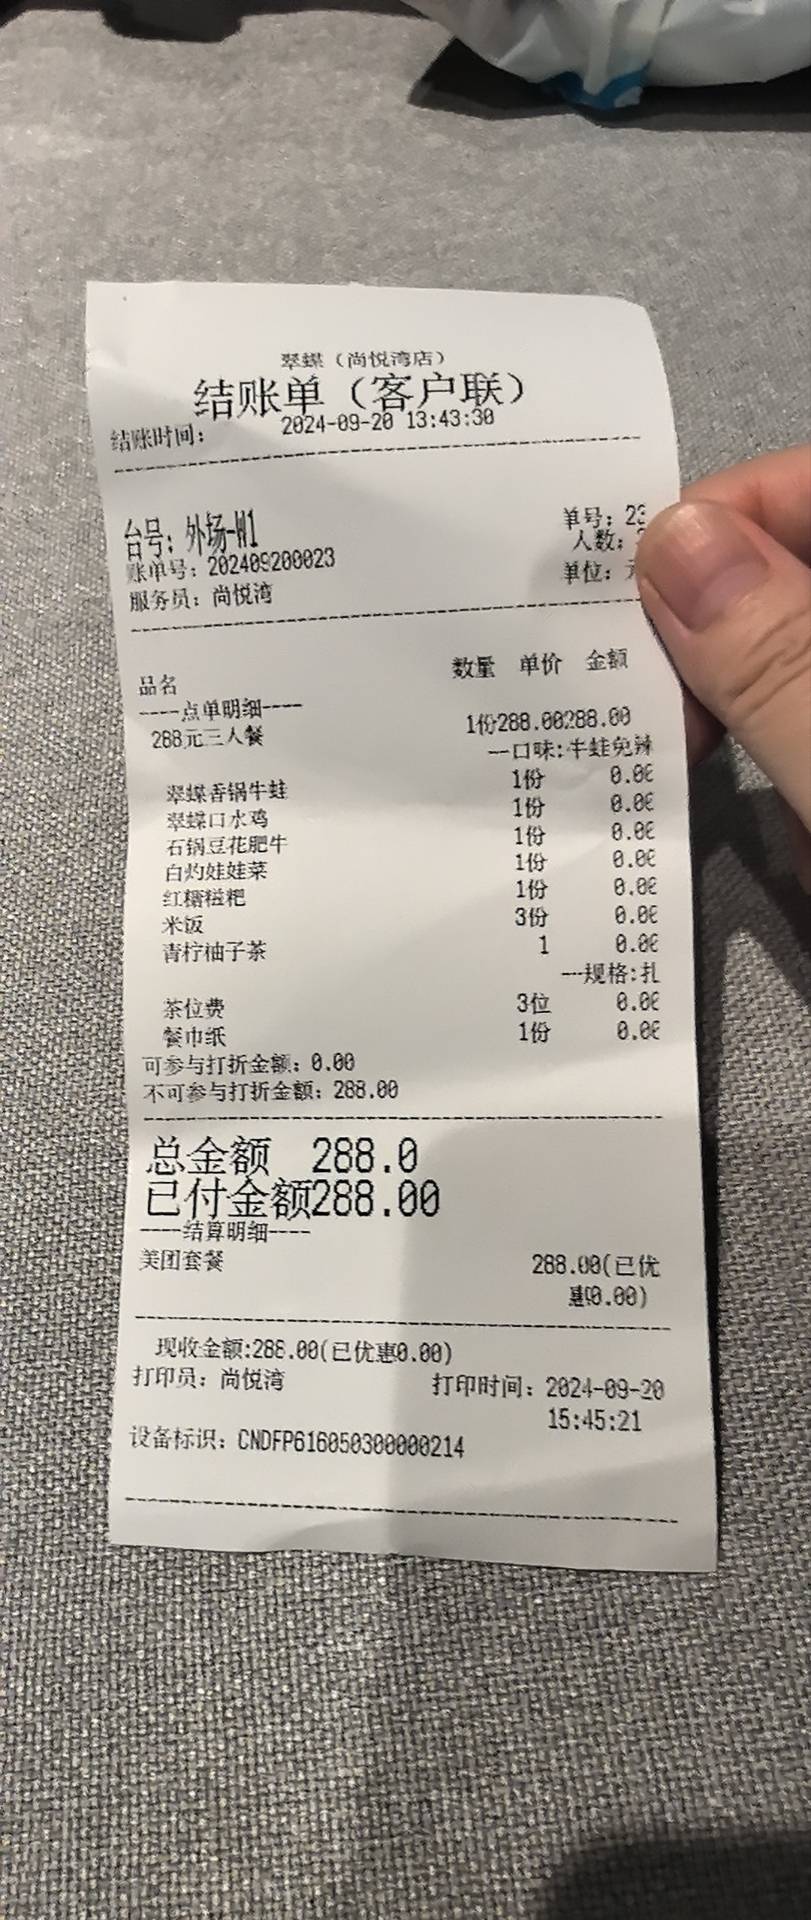 翠蝶（尚悦湾店）
结账单（客户联）
结账时间： 2024-09-20 13:43:30
台号：外场-W1 单号：23
账单号：202409200023 人数：
服务员：尚悦湾 单位：
品名 数量 单价 金额
----点单明细----
288元三人餐 1份288.00288.00
--口味:牛蛙免辣
翠蝶香锅牛蛙 1份 0.0
翠蝶口水鸡 1份 0.0
石锅豆花肥牛 1份 0.0
白灼娃娃菜 1份 0.0
红糖糍粑 1份 0.0
米饭 3份 0.0
青柠柚子茶 1 0.0
---规格:扎
茶位费 3位 0.0
餐巾纸 1份 0.0
可参与打折金额：0.00
不可参与打折金额：288.00
总金额 288.0
已付金额288.00
----结算明细----
美团套餐 288.00(已优
惠0.00)
现收金额:288.00(已优惠0.00)
打印员：尚悦湾 打印时间：2024-09-20
15:45:21
设备标识：CNDFP616050300000214